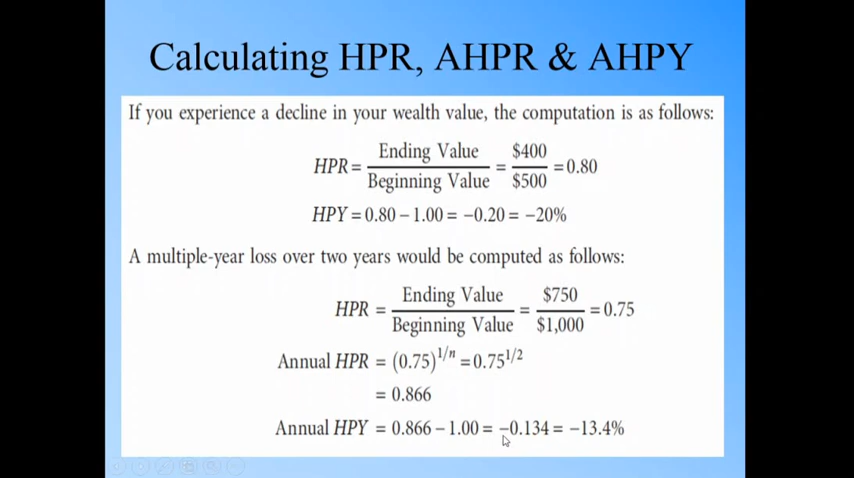 Calculating HPR, AHPR & AHPY
If you experience a decline in your wealth value, the computation is as follows:
HPR = Ending Value / Beginning Value = $400 / $500 = 0.80
HPY = 0.80 − 1.00 = −0.20 = −20%
A multiple-year loss over two years would be computed as follows:
HPR = Ending Value / Beginning Value = $750 / $1,000 = 0.75
Annual HPR = (0.75)^1/n = 0.75^1/2
= 0.866
Annual HPY = 0.866 − 1.00 = −0.134 = −13.4%